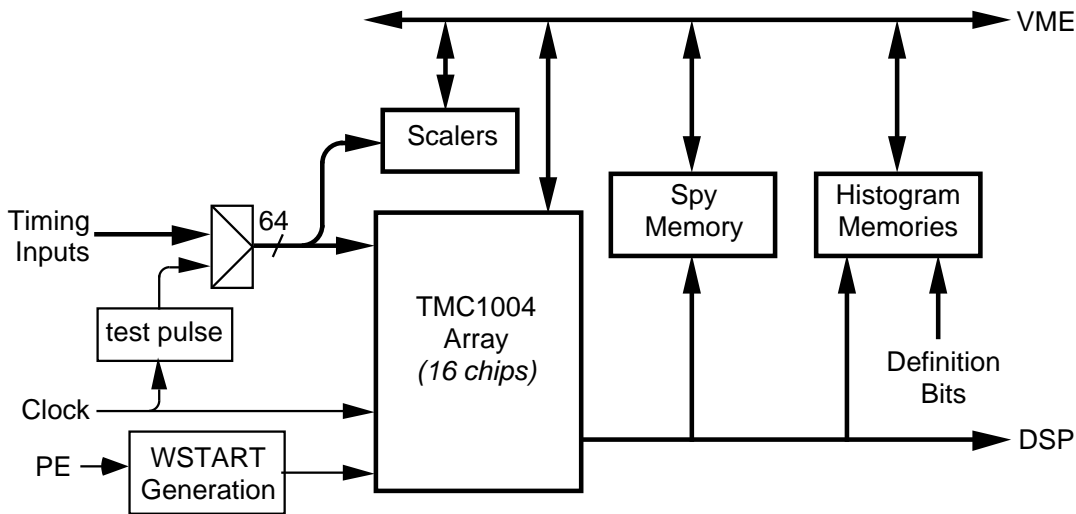 VME
Scalers
Timing
Inputs
64
Spy
Memory
Histogram
Memories
test pulse
TMC1004
Array
(16 chips)
Definition
Bits
Clock
PE
WSTART
Generation
DSP